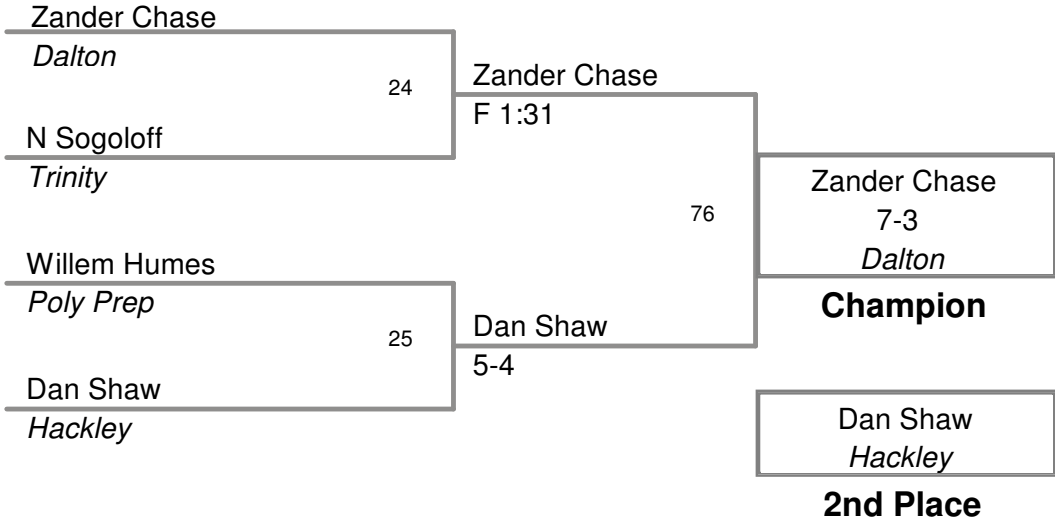 Zander Chase
Dalton
24
N Sogoloff
Trinity
Zander Chase
F 1:31
Willem Humes
Poly Prep
25
Dan Shaw
Hackley
Dan Shaw
5-4
76
Zander Chase
7-3
Dalton
Champion
Dan Shaw
Hackley
2nd Place